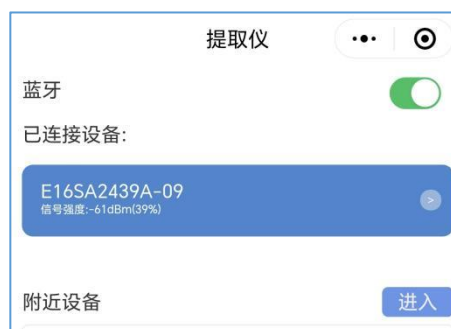 提取仪
蓝牙
已连接设备:
E16SA2439A-09
信号强度:-61dBm(39%)
附近设备
进入